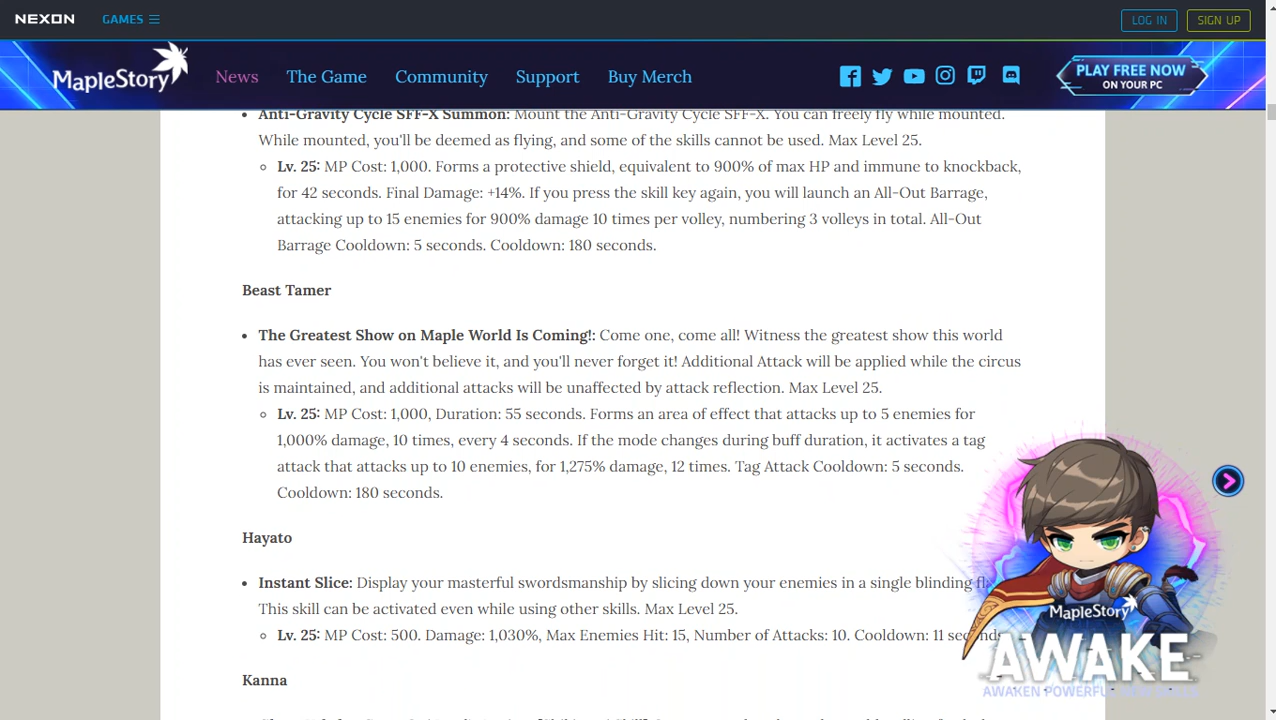 NEXON GAMES LOG IN SIGN UP
MapleStory News The Game Community Support Buy Merch PLAY FREE NOW
ON YOUR PC
Anti-Gravity Cycle SFF-X Summon: Mount the Anti-Gravity Cycle SFF-X. You can freely fly while mounted.
While mounted, you'll be deemed as flying, and some of the skills cannot be used. Max Level 25.
Lv. 25: MP Cost: 1,000. Forms a protective shield, equivalent to 900% of max HP and immune to knockback,
for 42 seconds. Final Damage: +14%. If you press the skill key again, you will launch an All-Out Barrage,
attacking up to 15 enemies for 900% damage 10 times per volley, numbering 3 volleys in total. All-Out
Barrage Cooldown: 5 seconds. Cooldown: 180 seconds.
Beast Tamer
The Greatest Show on Maple World Is Coming!: Come one, come all! Witness the greatest show this world
has ever seen. You won't believe it, and you'll never forget it! Additional Attack will be applied while the circus
is maintained, and additional attacks will be unaffected by attack reflection. Max Level 25.
Lv. 25: MP Cost: 1,000, Duration: 55 seconds. Forms an area of effect that attacks up to 5 enemies for
1,000% damage, 10 times, every 4 seconds. If the mode changes during buff duration, it activates a tag
attack that attacks up to 10 enemies, for 1,275% damage, 12 times. Tag Attack Cooldown: 5 seconds.
Cooldown: 180 seconds.
Hayato
Instant Slice: Display your masterful swordsmanship by slicing down your enemies in a single blinding
This skill can be activated even while using other skills. Max Level 25.
Lv. 25: MP Cost: 500. Damage: 1,030%, Max Enemies Hit: 15, Number of Attacks: 10. Cooldown: 11 seconds.
Kanna
MapleStory
AWAKE
AWAKEN POWERFUL NEW SKILLS